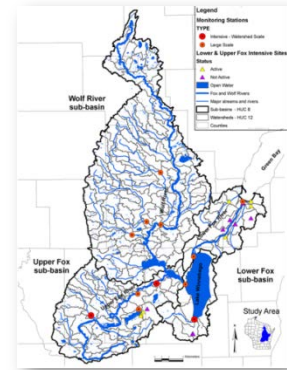 Legend
Monitoring Stations
TYPE
Intensive - Watershed Scale
Large Scale
Lower & Upper Fox Intensive Sites
Status
Active
Not Active
Open Water
Fox and Wolf Rivers
Major streams and rivers
Sub-basins - HUC 8
Watersheds - HUC 12
Counties
Wolf River
sub-basin
Green Bay
Upper Fox
sub-basin
Lake Winnebago
Lower Fox
Sub-basin
Study Area